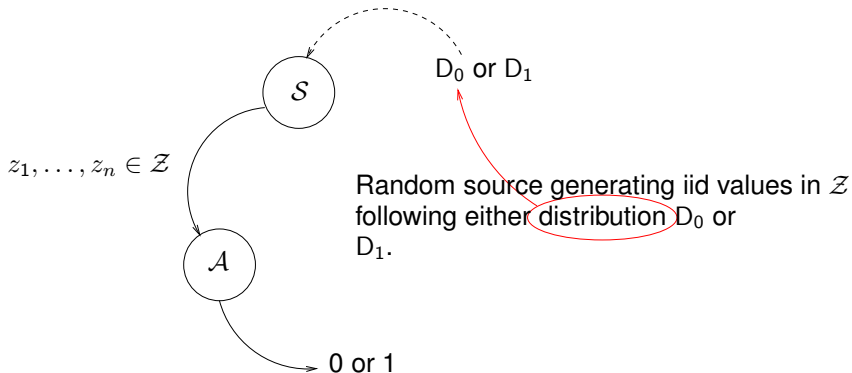 D₀ or D₁
𝒮
z₁, . . . , zₙ ∈ 𝒵
Random source generating iid values in 𝒵
following either distribution D₀ or
D₁.
𝒜
0 or 1